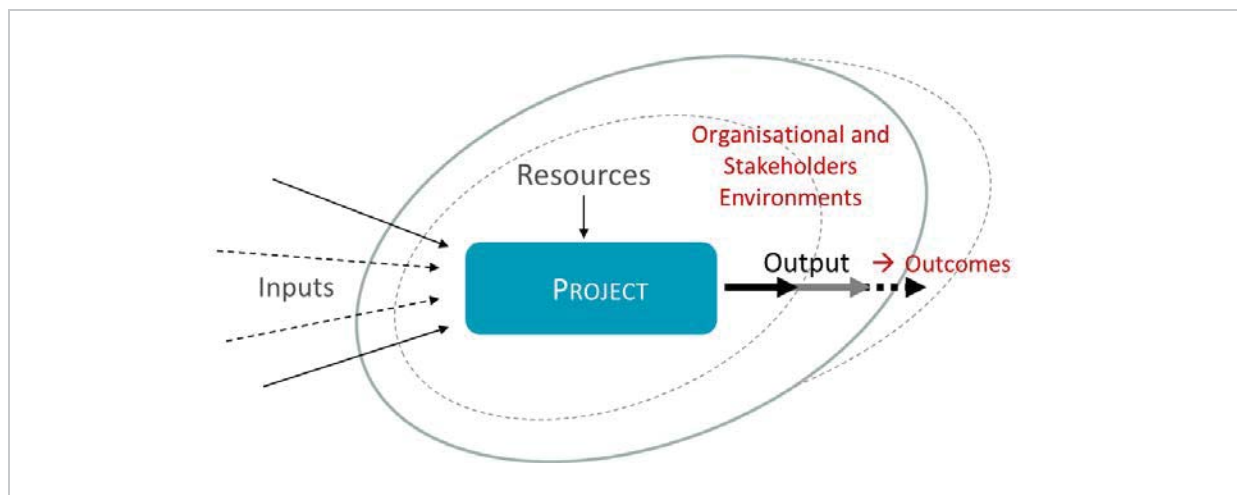 Organisational and
Stakeholders
Environments
Resources
Inputs
PROJECT
Output
→ Outcomes